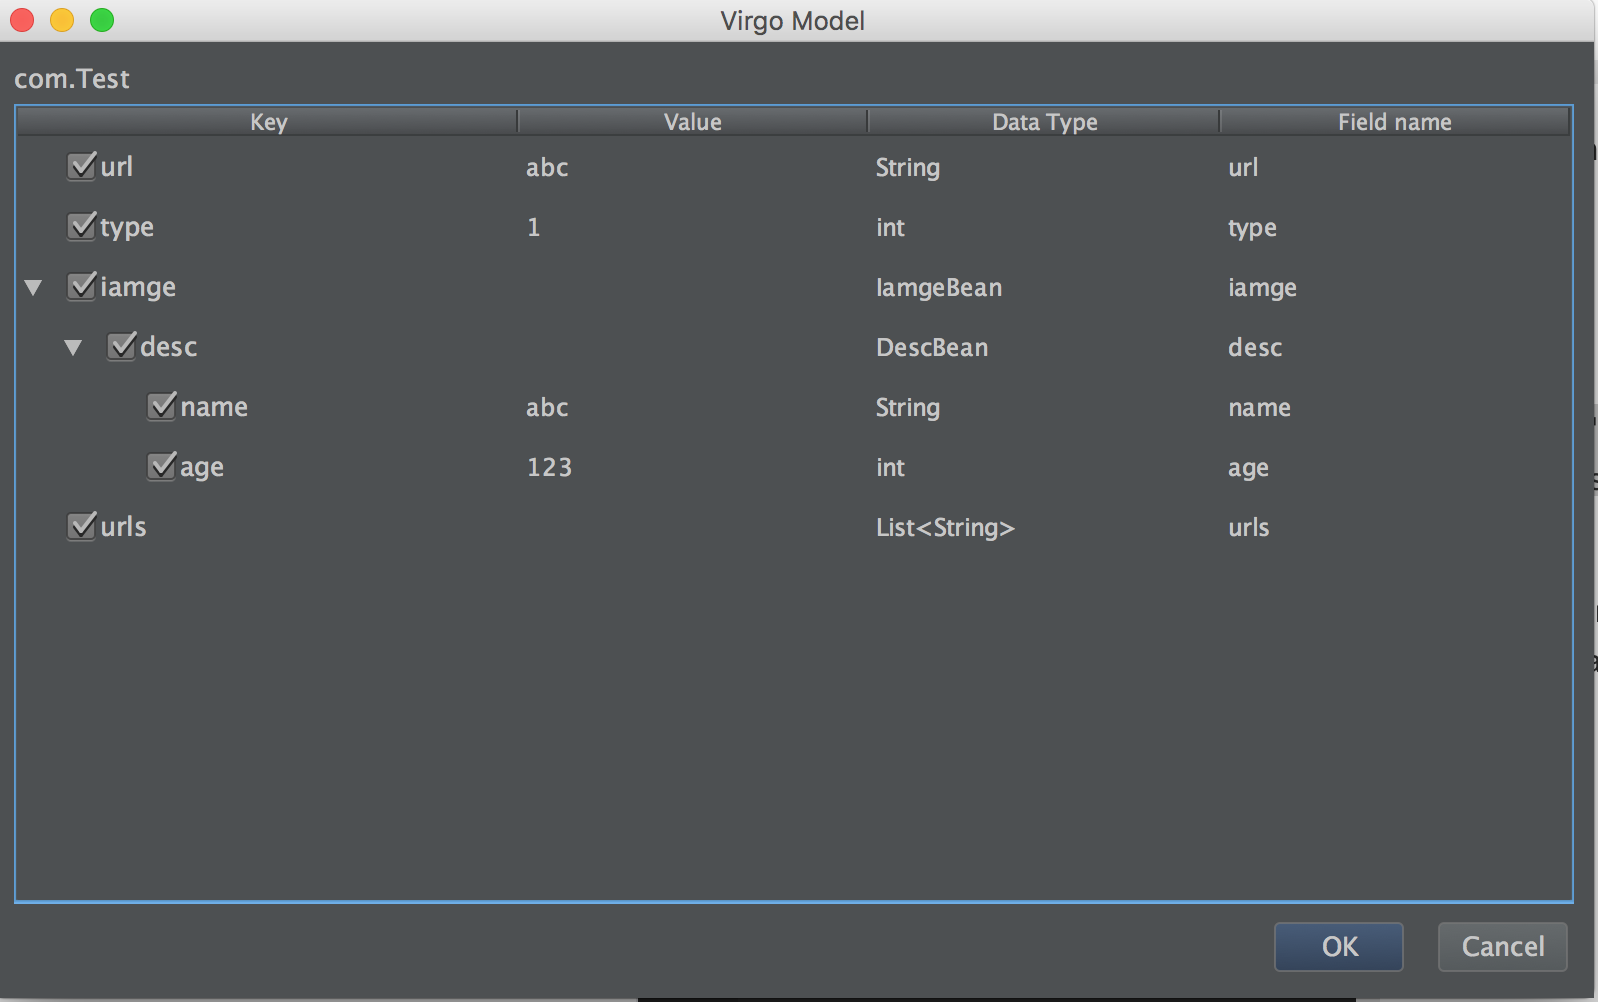 Virgo Model
com.Test
Key Value Data Type Field name
url abc String url
type 1 int type
iamge IamgeBean iamge
desc DescBean desc
name abc String name
age 123 int age
urls List<String> urls
OK Cancel